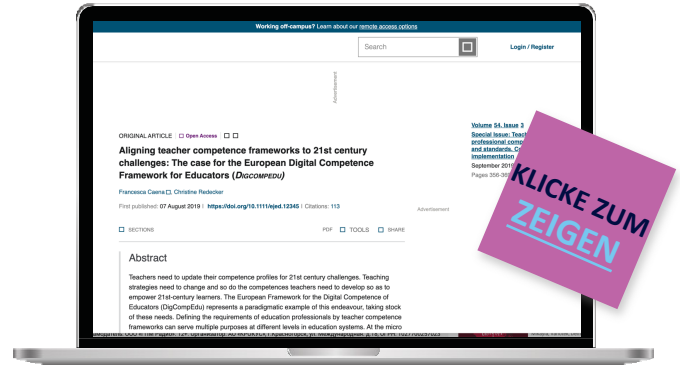 Working off-campus? Learn about our remote access options
Search
Login / Register
Advertisement
ORIGINAL ARTICLE
Open Access
Aligning teacher competence frameworks to 21st century
challenges: The case for the European Digital Competence
Framework for Educators (DIGCOMPEDU)
Francesca Caena, Christine Redecker
First published: 07 August 2019 | https://doi.org/10.1111/ejed.12345 | Citations: 113
SECTIONS
PDF
TOOLS
SHARE
Abstract
Teachers need to update their competence profiles for 21st century challenges. Teaching
strategies need to change and so do the competences teachers need to develop so as to
empower 21st-century learners. The European Framework for the Digital Competence of
Educators (DigCompEdu) represents a paradigmatic example of this endeavour, taking stock
of these needs. Defining the requirements of education professionals by teacher competence
frameworks can serve multiple purposes at different levels in education systems. At the micro
Advertisement
Volume 54, Issue 3
Special Issue:
professional
and standards.
implementation
September
Pages
KLICKE ZUM
ZEIGEN